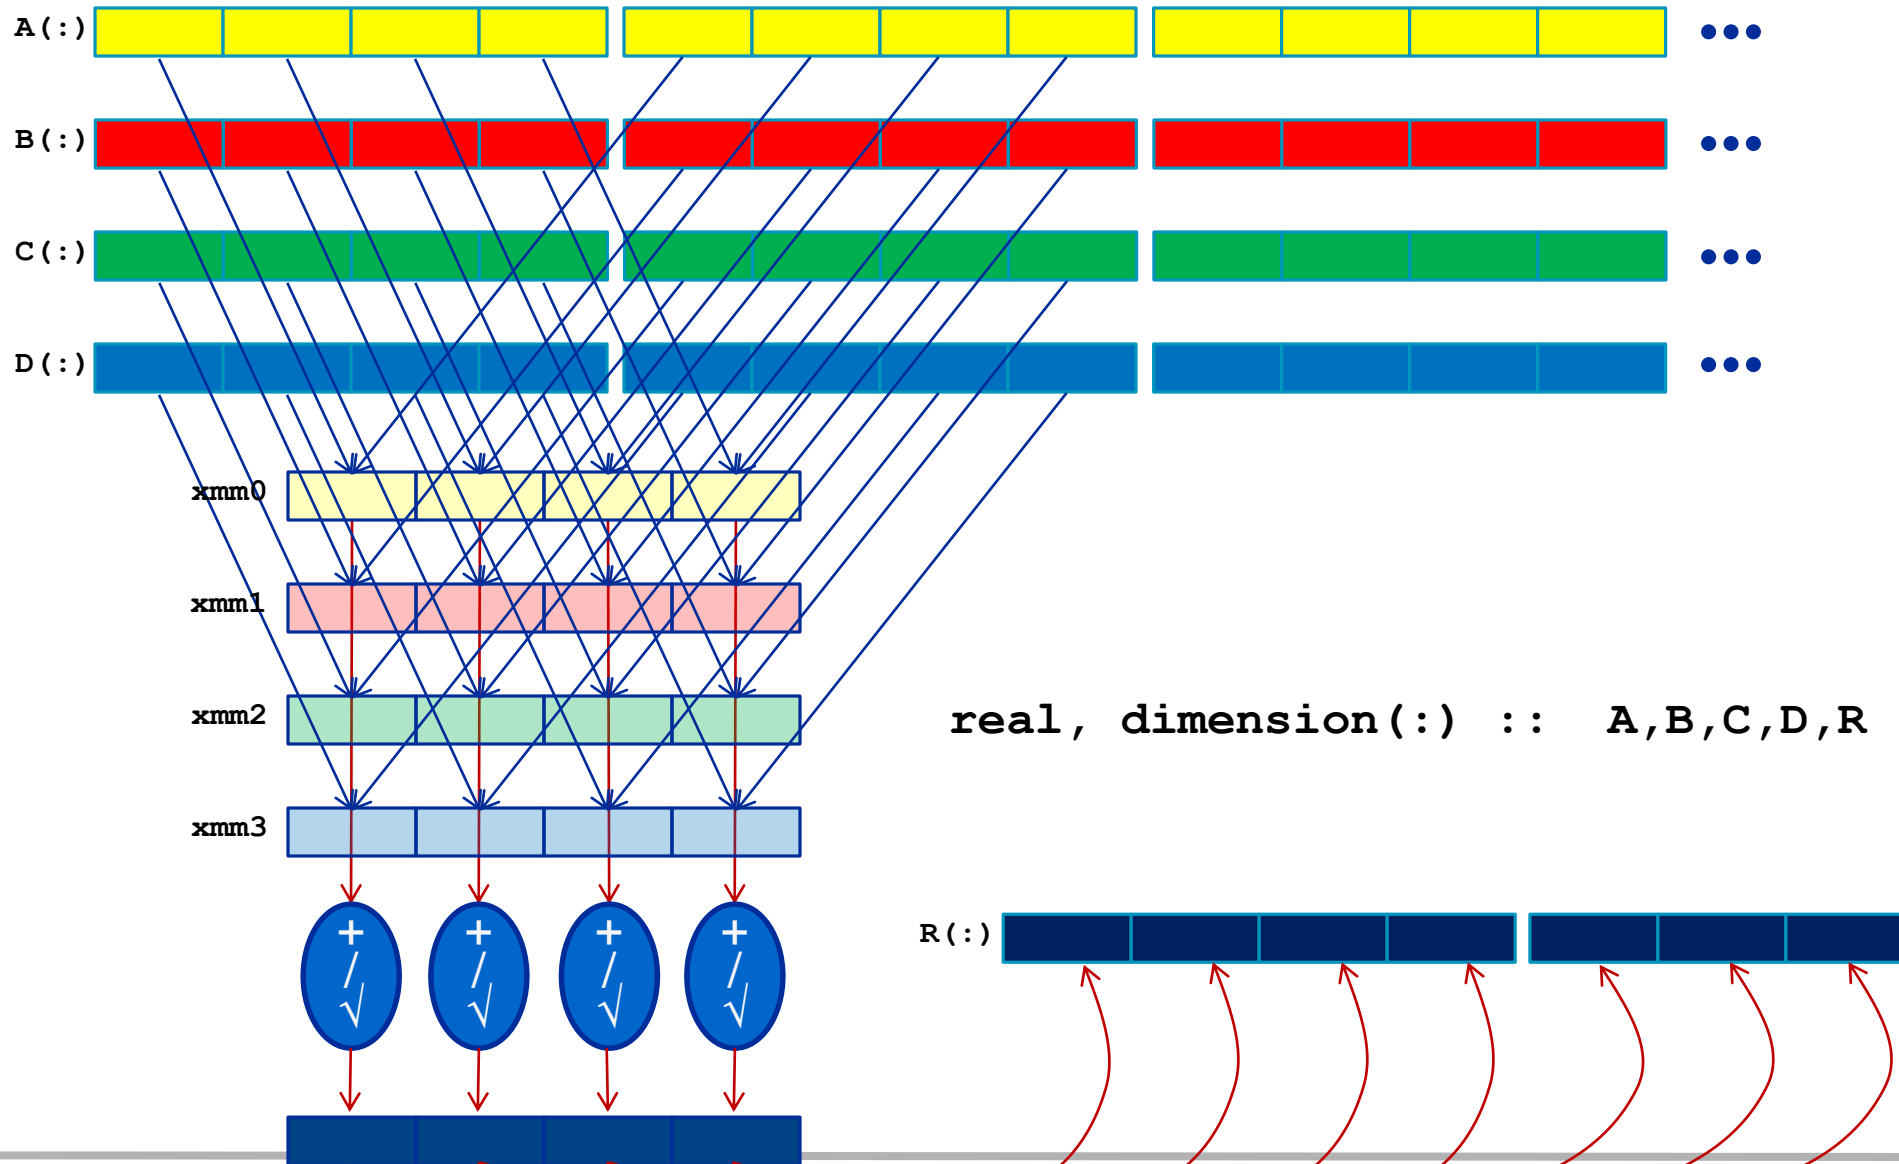 A(:)
B(:)
C(:)
D(:)
xmm0
xmm1
xmm2
real, dimension(:) :: A,B,C,D,R
xmm3
R(:)
+ + + +
/ / / /
√ √ √ √